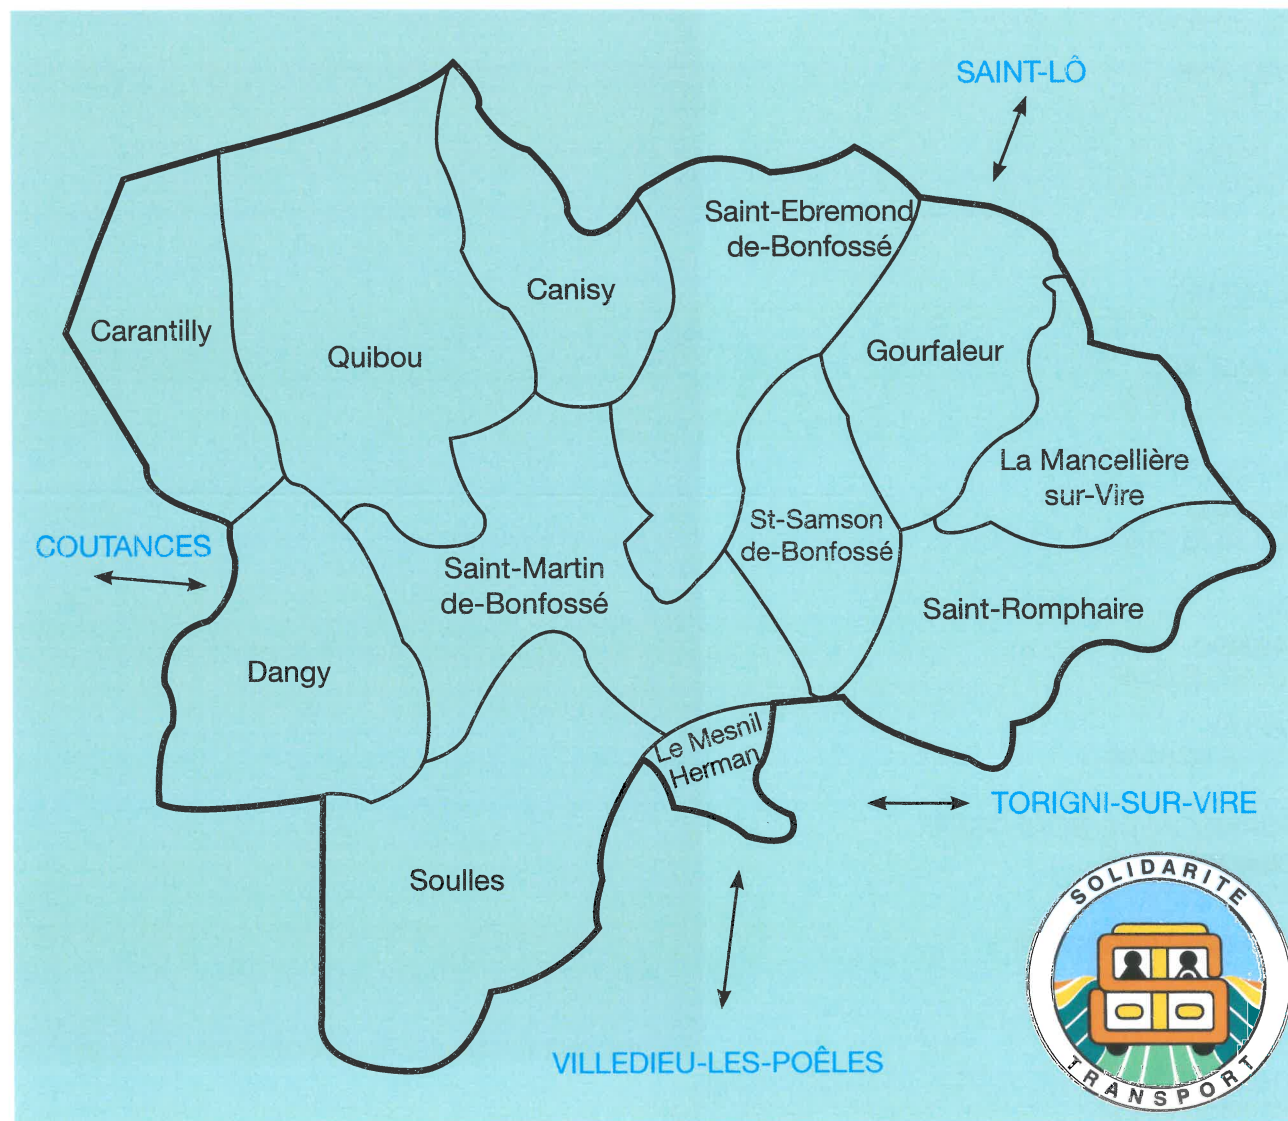 SAINT-LÔ
Saint-Ebremond
de-Bonfossé
Canisy
Carantilly
Quibou
Gourfaleur
La Mancellière
sur-Vire
St-Samson
de-Bonfossé
COUTANCES
Saint-Martin
de-Bonfossé
Saint-Romphaire
Dangy
Le Mesnil
Herman
TORIGNI-SUR-VIRE
Soulles
VILLEDIEU-LES-POÊLES
SOLIDARITE
TRANSPORT